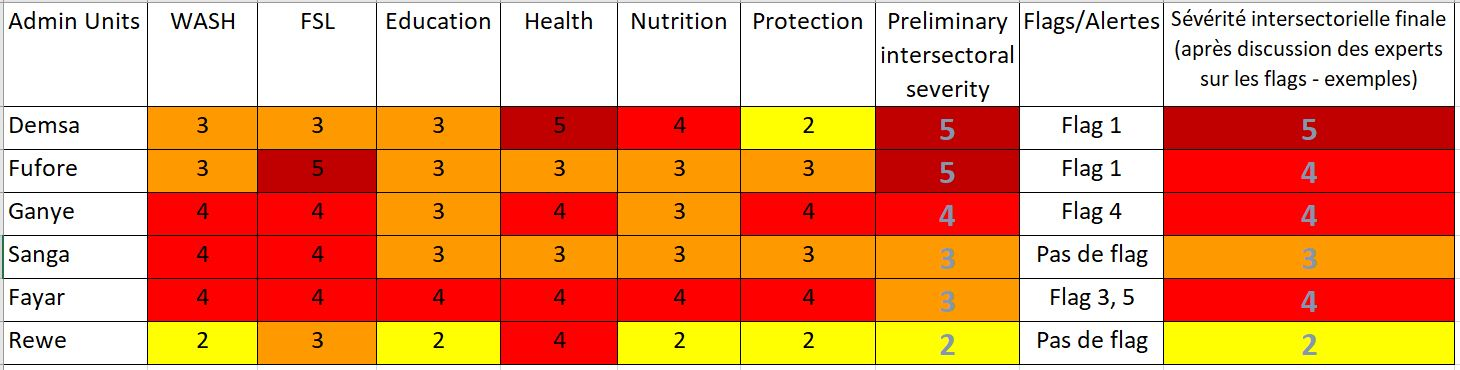 Admin Units WASH FSL Education Health Nutrition Protection Preliminary intersectoral severity Flags/Alertes Sévérité intersectorielle finale (après discussion des experts sur les flags - exemples)
Demsa 3 3 3 5 4 2 5 Flag 1 5
Fufore 3 5 3 3 3 3 5 Flag 1 4
Ganye 4 4 3 4 3 4 4 Flag 4 4
Sanga 4 4 3 3 3 3 3 Pas de flag 3
Fayar 4 4 4 4 4 4 3 Flag 3, 5 4
Rewe 2 3 2 4 2 2 2 Pas de flag 2